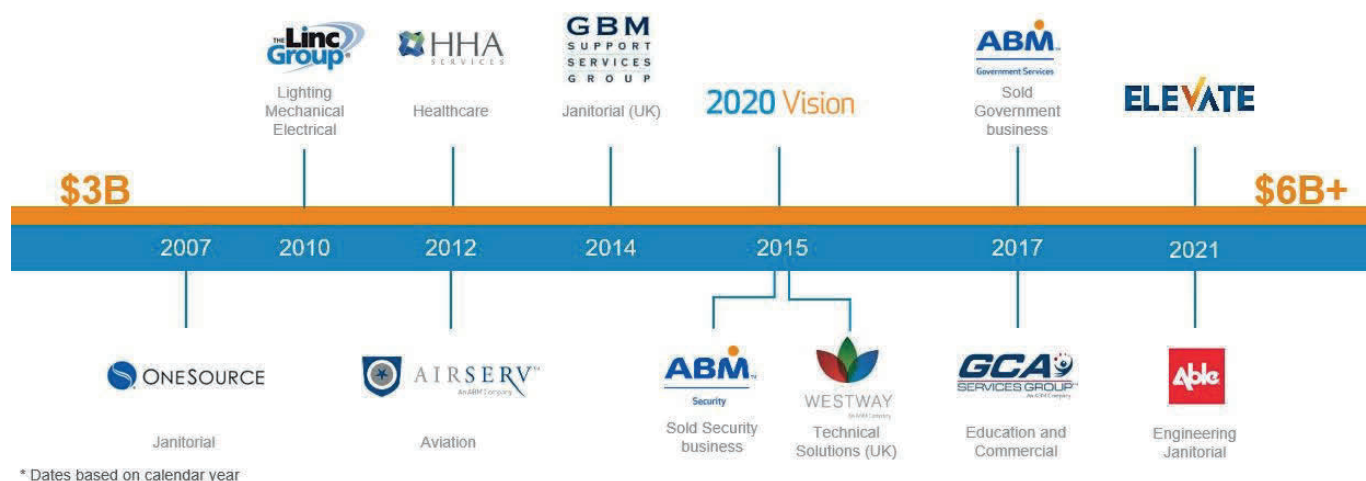 THE Linc
Group
Lighting
Mechanical
Electrical
HHA
SERVICES
Healthcare
GBM
SUPPORT
SERVICES
GROUP
Janitorial (UK)
2020 Vision
ABM
Government Services
Sold
Government
business
ELEVATE
$3B
$6B+
2007
2010
2012
2014
2015
2017
2021
ONESOURCE
Janitorial
AIRSERV™
An ABM Company
Aviation
ABM
Security
Sold Security
business
WESTWAY
An ABM Company
Technical
Solutions (UK)
GCA
SERVICES GROUP
An ABM Company
Education and
Commercial
Able
Engineering
Janitorial
* Dates based on calendar year